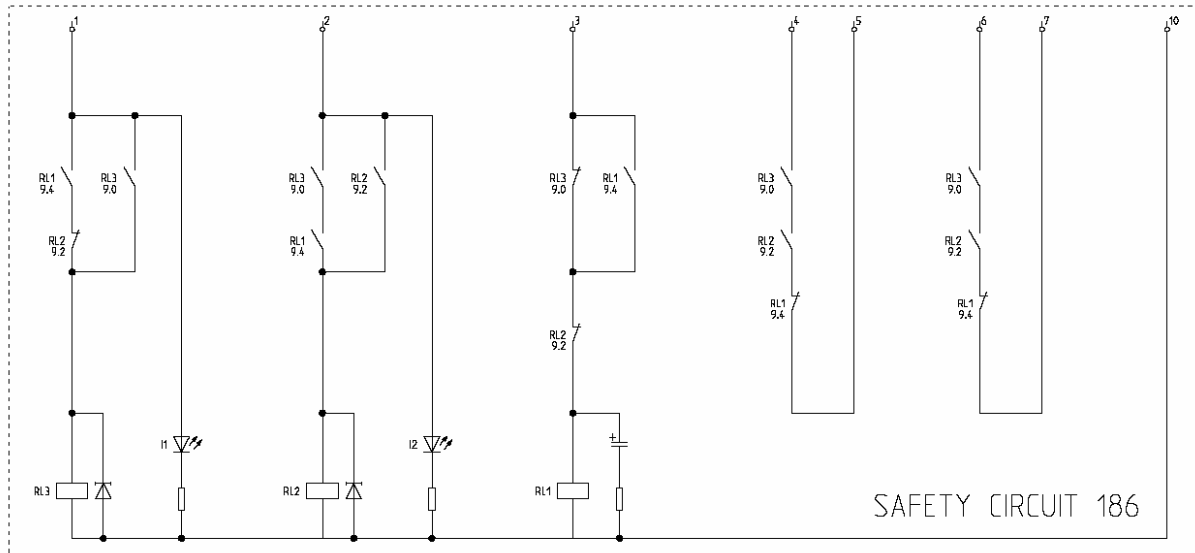 1 2 3 4 5 6 7 10
RL1
9.4
RL3
9.0
RL3
9.0
RL2
9.2
RL3
9.0
RL1
9.4
RL3
9.0
RL3
9.0
RL2
9.2
RL1
9.4
RL2
9.2
RL2
9.2
RL1
9.4
RL1
9.4
RL2
9.2
I1
I2
+
RL3
RL2
RL1
SAFETY CIRCUIT 186